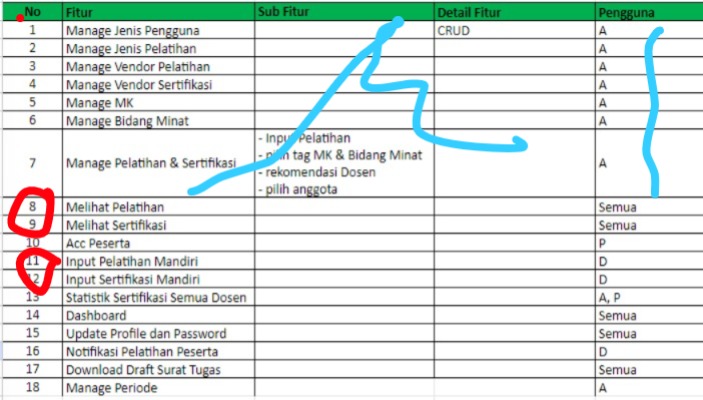 No Fitur Sub Fitur Detail Fitur Pengguna
1 Manage Jenis Pengguna CRUD A
2 Manage Jenis Pelatihan A
3 Manage Vendor Pelatihan A
4 Manage Vendor Sertifikasi A
5 Manage MK A
6 Manage Bidang Minat A
7 Manage Pelatihan & Sertifikasi - Input Pelatihan A
- pilih tag MK & Bidang Minat
- rekomendasi Dosen
- pilih anggota
8 Melihat Pelatihan Semua
9 Melihat Sertifikasi Semua
10 Acc Peserta P
11 Input Pelatihan Mandiri D
12 Input Sertifikasi Mandiri D
13 Statistik Sertifikasi Semua Dosen A, P
14 Dashboard Semua
15 Update Profile dan Password Semua
16 Notifikasi Pelatihan Peserta D
17 Download Draft Surat Tugas Semua
18 Manage Periode A